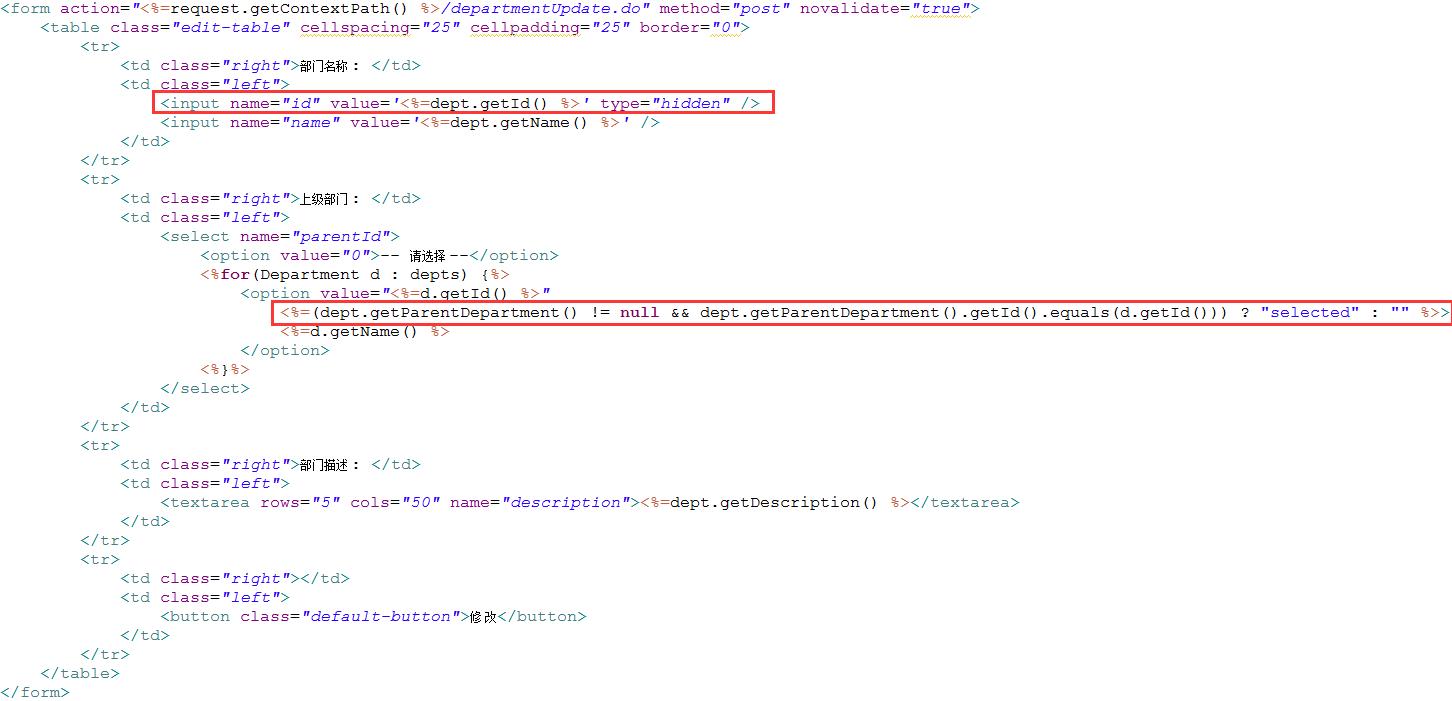 <form action="<%=request.getContextPath() %>/departmentUpdate.do" method="post" novalidate="true">
    <table class="edit-table" cellspacing="25" cellpadding="25" border="0">
        <tr>
            <td class="right">部门名称： </td>
            <td class="left">
                <input name="id" value='<%=dept.getId() %>' type="hidden" />
                <input name="name" value='<%=dept.getName() %>' />
            </td>
        </tr>
        <tr>
            <td class="right">上级部门： </td>
            <td class="left">
                <select name="parentId">
                    <option value="0">-- 请选择 --</option>
                    <%for(Department d : depts) {%>
                        <option value="<%=d.getId() %>"
                            <%=(dept.getParentDepartment() != null && dept.getParentDepartment().getId().equals(d.getId())) ? "selected" : "" %>>
                            <%=d.getName() %>
                        </option>
                    <%}%>
                </select>
            </td>
        </tr>
        <tr>
            <td class="right">部门描述： </td>
            <td class="left">
                <textarea rows="5" cols="50" name="description"><%=dept.getDescription() %></textarea>
            </td>
        </tr>
        <tr>
            <td class="right"></td>
            <td class="left">
                <button class="default-button">修改</button>
            </td>
        </tr>
    </table>
</form>